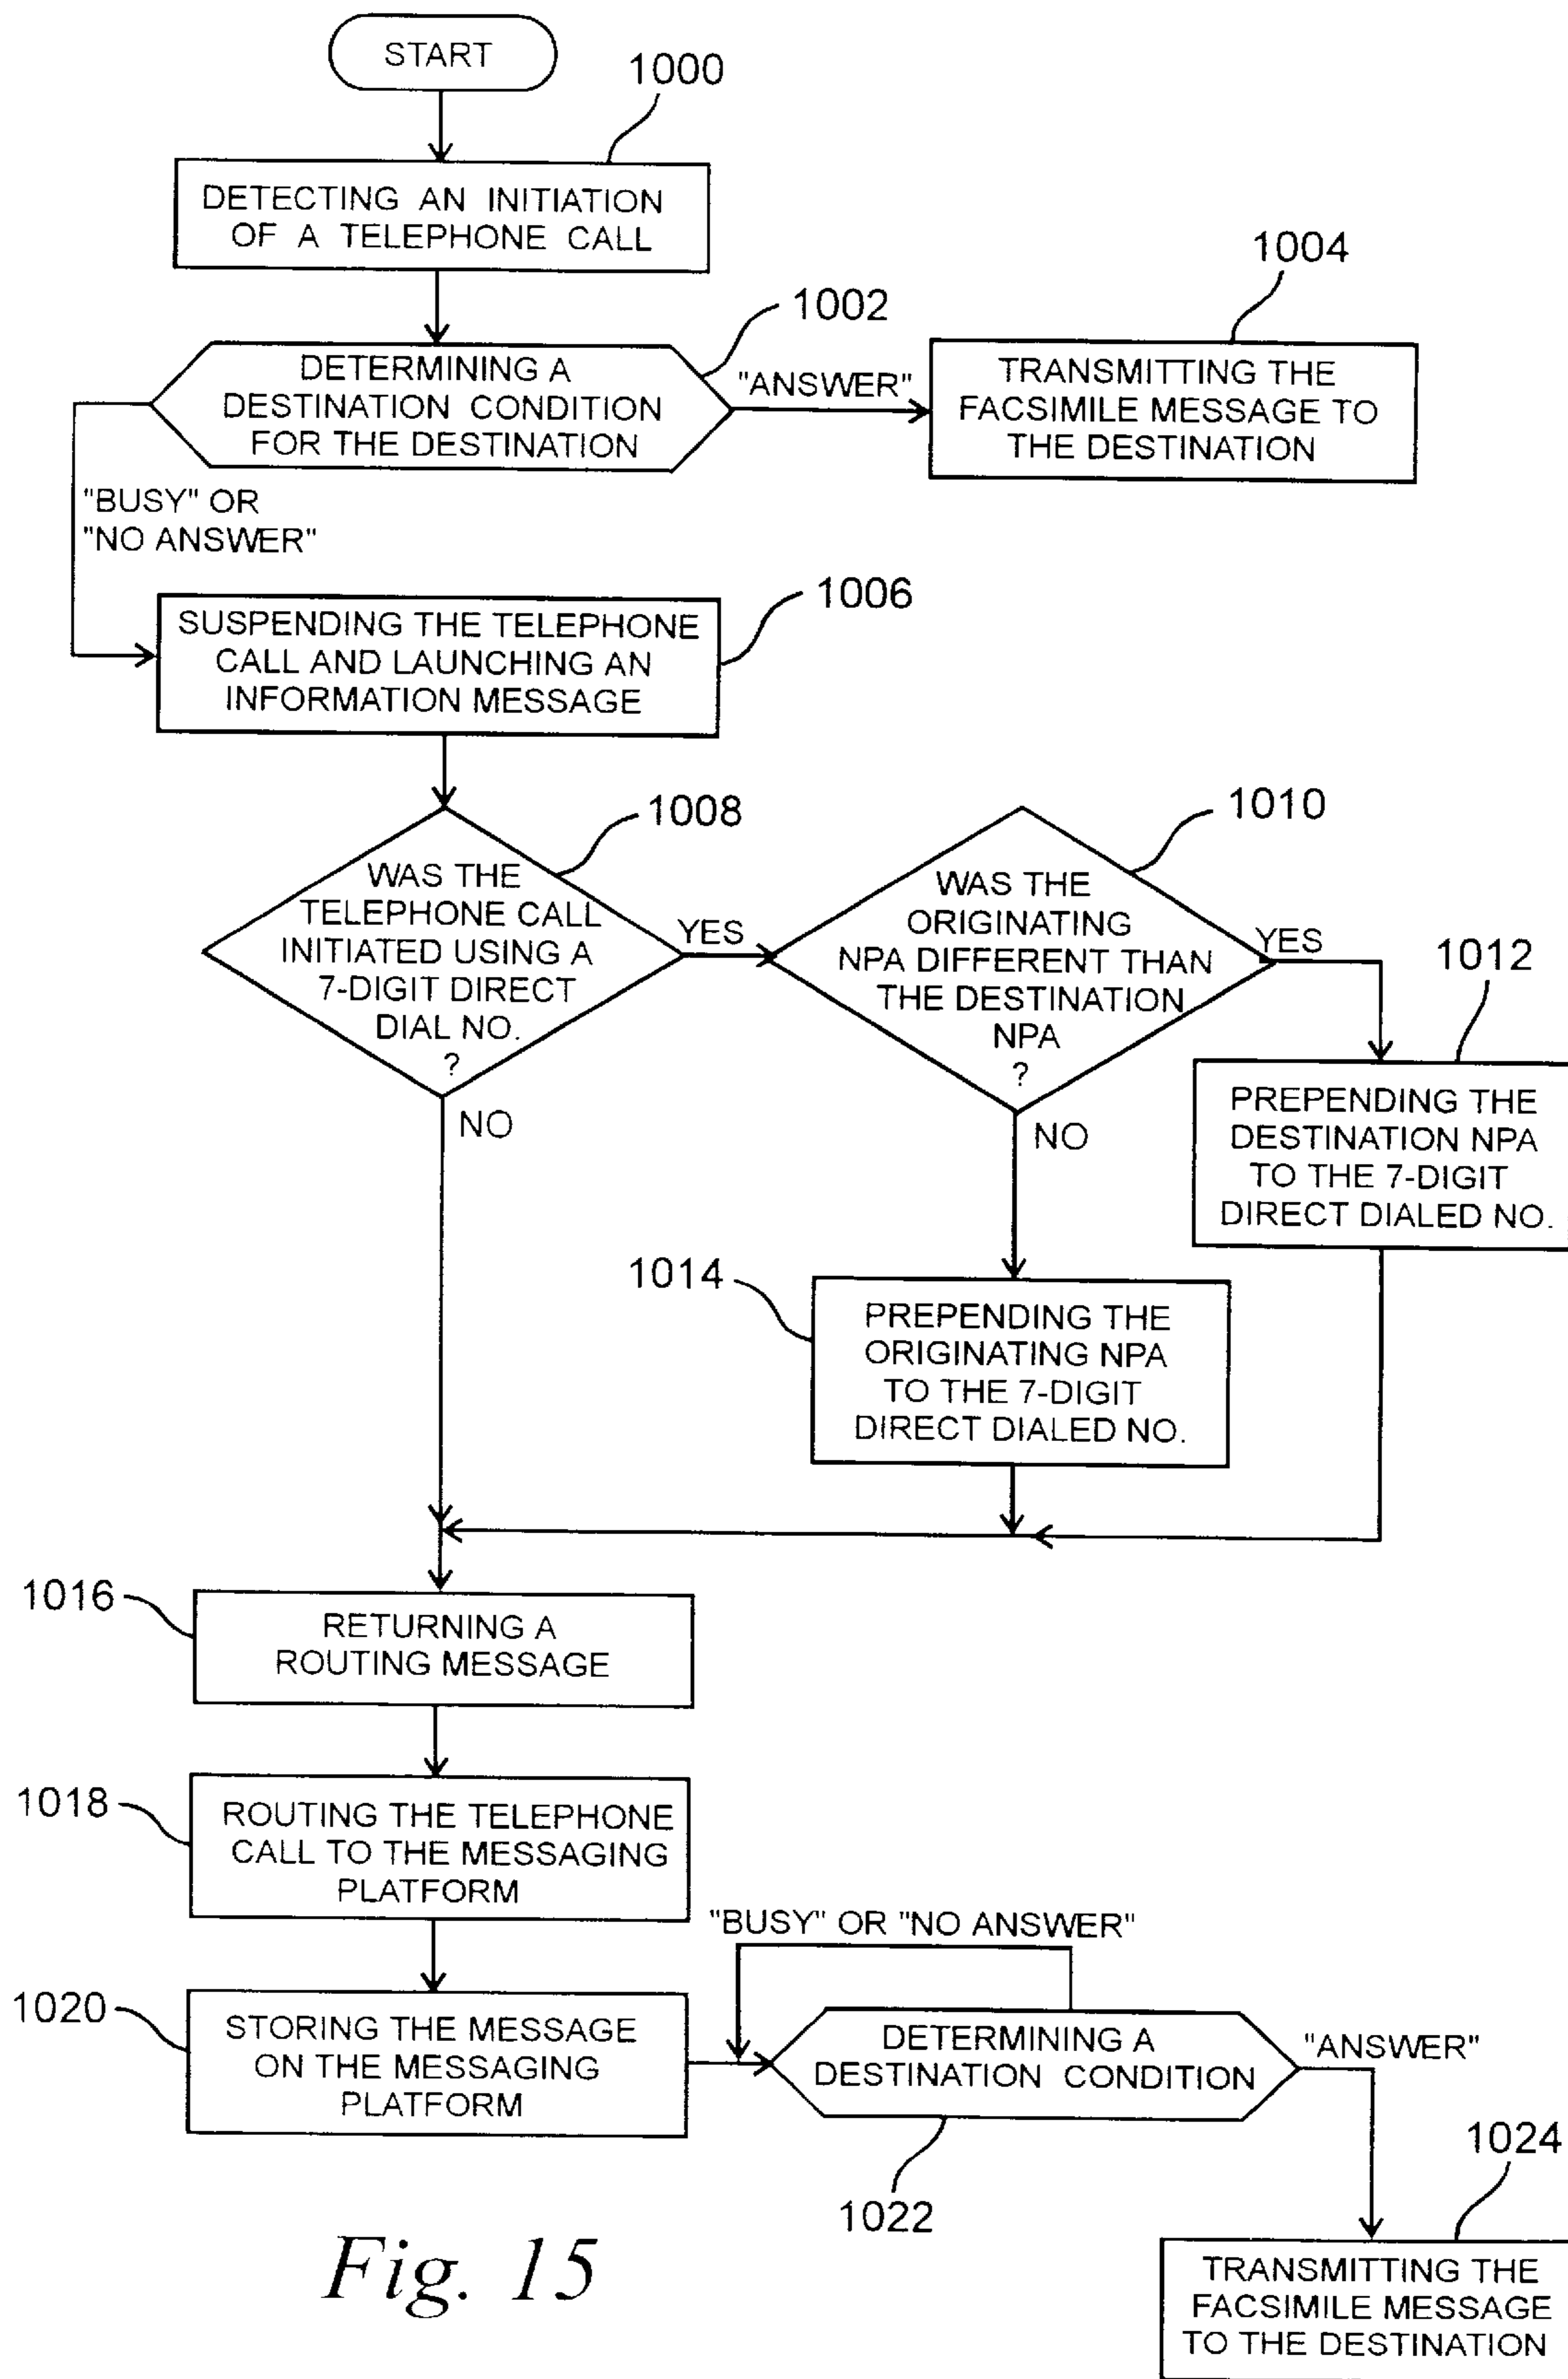 START
1000
DETECTING AN INITIATION
OF A TELEPHONE CALL
1002
DETERMINING A
DESTINATION CONDITION
FOR THE DESTINATION
"ANSWER"
1004
TRANSMITTING THE
FACSIMILE MESSAGE TO
THE DESTINATION
"BUSY" OR
"NO ANSWER"
1006
SUSPENDING THE TELEPHONE
CALL AND LAUNCHING AN
INFORMATION MESSAGE
1008
WAS THE
TELEPHONE CALL
INITIATED USING A
7-DIGIT DIRECT
DIAL NO.
?
YES
NO
1010
WAS THE
ORIGINATING
NPA DIFFERENT THAN
THE DESTINATION
NPA
?
YES
NO
1012
PREPENDING THE
DESTINATION NPA
TO THE 7-DIGIT
DIRECT DIALED NO.
1014
PREPENDING THE
ORIGINATING NPA
TO THE 7-DIGIT
DIRECT DIALED NO.
1016
RETURNING A
ROUTING MESSAGE
1018
ROUTING THE TELEPHONE
CALL TO THE MESSAGING
PLATFORM
1020
STORING THE MESSAGE
ON THE MESSAGING
PLATFORM
"BUSY" OR "NO ANSWER"
DETERMINING A
DESTINATION CONDITION
1022
"ANSWER"
1024
TRANSMITTING THE
FACSIMILE MESSAGE
TO THE DESTINATION
Fig. 15